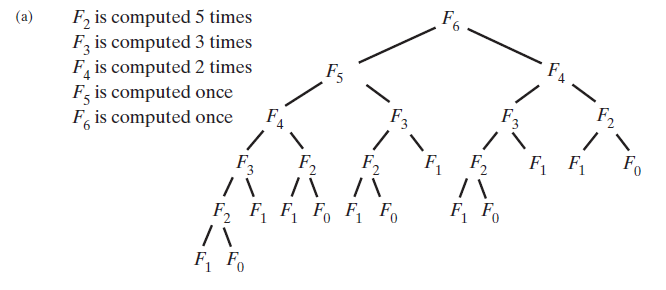 (a) F₂ is computed 5 times
F₃ is computed 3 times
F₄ is computed 2 times
F₅ is computed once
F₆ is computed once
F₆
F₅ F₄
F₄ F₃ F₃ F₂
F₃ F₂ F₂ F₁ F₂ F₁ F₁ F₀
F₂ F₁ F₁ F₀ F₁ F₀ F₁ F₀
F₁ F₀